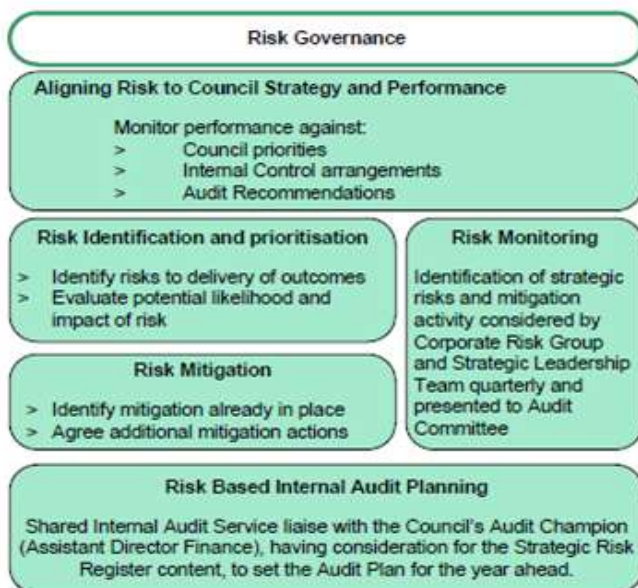 Risk Governance
Aligning Risk to Council Strategy and Performance
Monitor performance against:
> Council priorities
> Internal Control arrangements
> Audit Recommendations
Risk Identification and prioritisation
> Identify risks to delivery of outcomes
> Evaluate potential likelihood and
impact of risk
Risk Mitigation
> Identify mitigation already in place
> Agree additional mitigation actions
Risk Monitoring
Identification of strategic
risks and mitigation
activity considered by
Corporate Risk Group
and Strategic Leadership
Team quarterly and
presented to Audit
Committee
Risk Based Internal Audit Planning
Shared Internal Audit Service liaise with the Council's Audit Champion
(Assistant Director Finance), having consideration for the Strategic Risk
Register content, to set the Audit Plan for the year ahead.